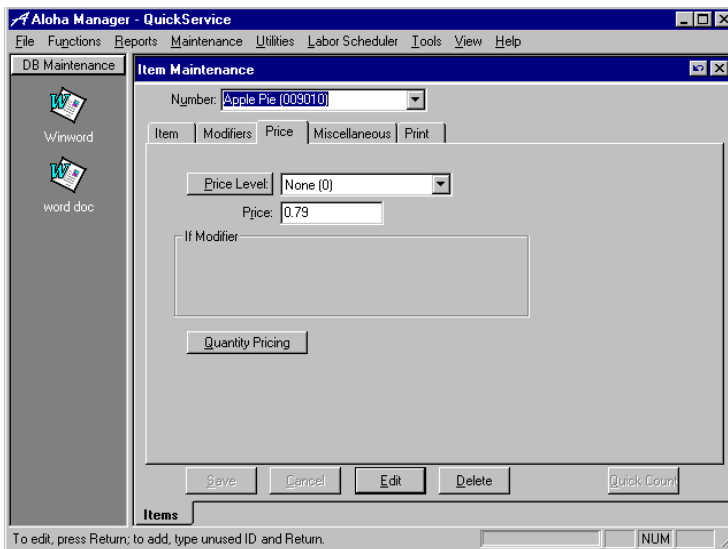 Aloha Manager - QuickService
File Functions Reports Maintenance Utilities Labor Scheduler Tools View Help
DB Maintenance
Winword
word doc
Item Maintenance
Number: Apple Pie (009010)
Item Modifiers Price Miscellaneous Print
Price Level: None (0)
Price: 0.79
If Modifier
Quantity Pricing
Save Cancel Edit Delete Quick Count
Items
To edit, press Return; to add, type unused ID and Return. NUM